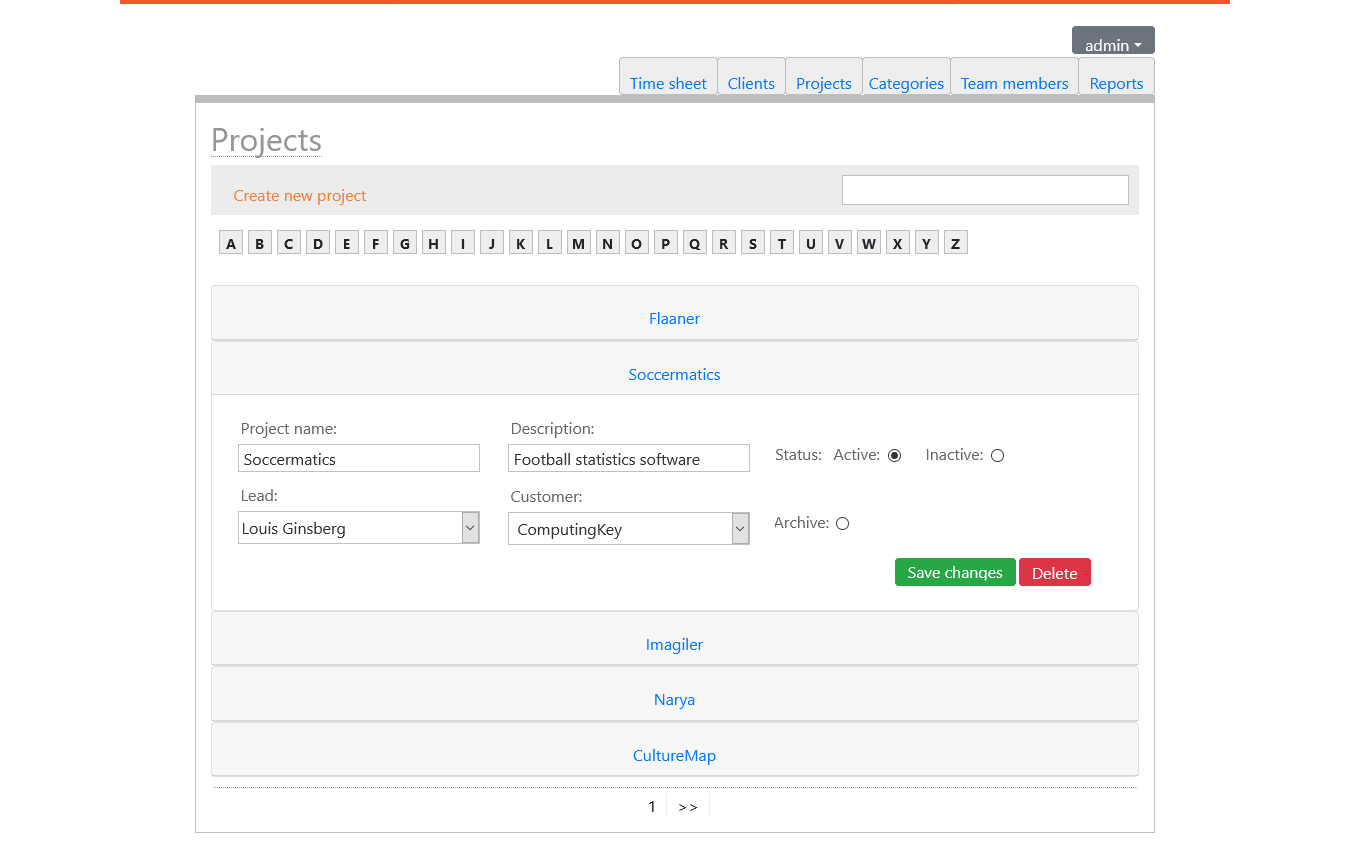 admin
Time sheet Clients Projects Categories Team members Reports
Projects
Create new project
A B C D E F G H I J K L M N O P Q R S T U V W X Y Z
Flaaner
Soccermatics
Project name: Description:
Soccermatics Football statistics software Status: Active: Inactive:
Lead: Customer:
Louis Ginsberg ComputingKey Archive:
Save changes Delete
Imagiler
Narya
CultureMap
1 >>